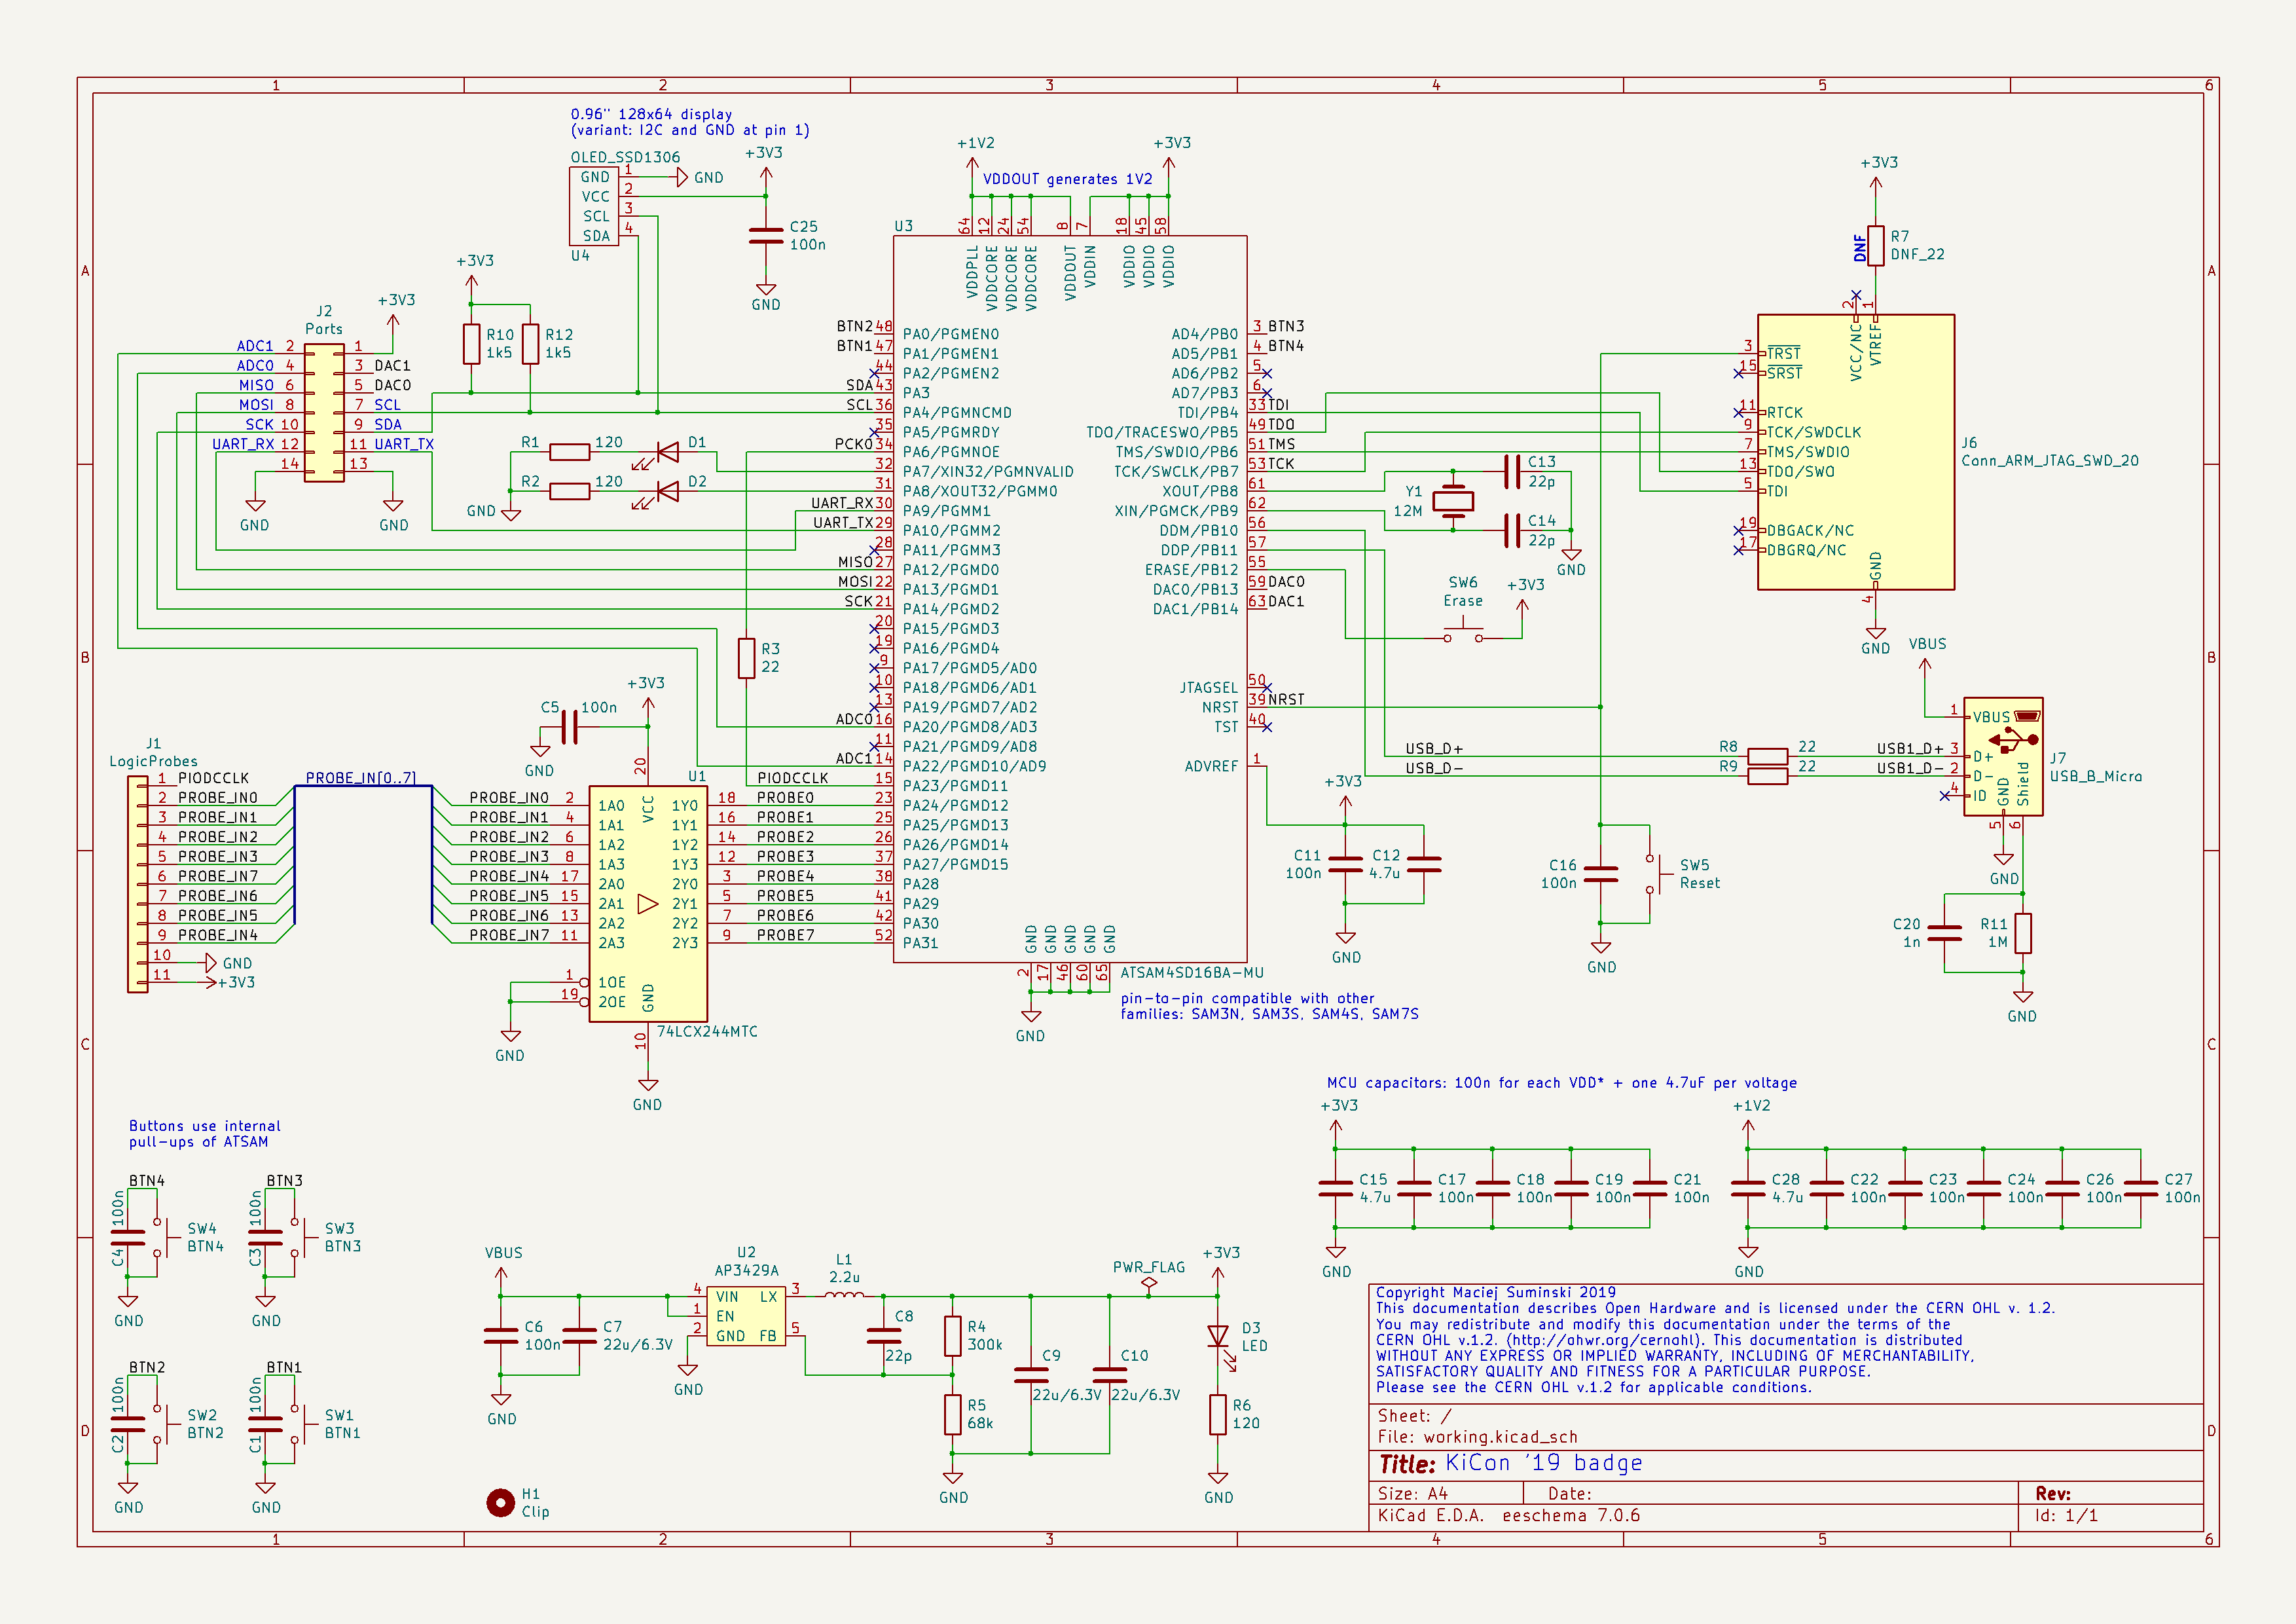 1 2 3 4 5 6
0.96'' 128x64 display
(variant: I2C and GND at pin 1)
OLED_SSD1306
GND 1 GND
VCC 2
SCL 3
SDA 4
U4
+3V3
C25
100n
GND
+1V2
+3V3
VDDOUT generates 1V2
U3
64 12 24 54 8 7 18 45 58
VDDPLL VDDCORE VDDCORE VDDCORE VDDOUT VDDIN VDDIO VDDIO VDDIO
BTN2 48 PA0/PGMEN0
BTN1 47 PA1/PGMEN1
44 PA2/PGMEN2
SDA 43 PA3
SCL 36 PA4/PGMNCMD
35 PA5/PGMRDY
PCK0 34 PA6/PGMNOE
32 PA7/XIN32/PGMNVALID
31 PA8/XOUT32/PGMM0
UART_RX 30 PA9/PGMM1
UART_TX 29 PA10/PGMM2
28 PA11/PGMM3
MISO 27 PA12/PGMD0
MOSI 22 PA13/PGMD1
SCK 21 PA14/PGMD2
20 PA15/PGMD3
19 PA16/PGMD4
9 PA17/PGMD5/AD0
10 PA18/PGMD6/AD1
13 PA19/PGMD7/AD2
ADC0 16 PA20/PGMD8/AD3
11 PA21/PGMD9/AD8
ADC1 14 PA22/PGMD10/AD9
PIODCCLK 15 PA23/PGMD11
PROBE0 23 PA24/PGMD12
PROBE1 25 PA25/PGMD13
PROBE2 26 PA26/PGMD14
PROBE3 37 PA27/PGMD15
PROBE4 38 PA28
PROBE5 41 PA29
PROBE6 42 PA30
PROBE7 52 PA31
AD4/PB0 3 BTN3
AD5/PB1 4 BTN4
AD6/PB2 5
AD7/PB3 6
TDI/PB4 33 TDI
TDO/TRACESWO/PB5 49 TDO
TMS/SWDIO/PB6 51 TMS
TCK/SWCLK/PB7 53 TCK
XOUT/PB8 61
XIN/PGMCK/PB9 62
DDM/PB10 56
DDP/PB11 57
ERASE/PB12 55
DAC0/PB13 59 DAC0
DAC1/PB14 63 DAC1
JTAGSEL 50
NRST 39 NRST
TST 40
ADVREF 1
GND GND GND GND GND
2 17 46 60 65
GND
ATSAM4SD16BA-MU
pin-to-pin compatible with other
families: SAM3N, SAM3S, SAM4S, SAM7S
+3V3
R10
1k5
R12
1k5
J2
Ports
+3V3
ADC1 2 1
ADC0 4 3 DAC1
MISO 6 5 DAC0
MOSI 8 7 SCL
SCK 10 9 SDA
UART_RX 12 11 UART_TX
14 13
GND
GND
R1 120 D1
R2 120 D2
GND
R3
22
C5 100n
+3V3
GND
J1
LogicProbes
1 PIODCCLK
2 PROBE_IN0
3 PROBE_IN1
4 PROBE_IN2
5 PROBE_IN3
6 PROBE_IN7
7 PROBE_IN6
8 PROBE_IN5
9 PROBE_IN4
10 GND
11 +3V3
PROBE_IN[0..7]
U1
20
VCC
PROBE_IN0 2 1A0 1Y0 18
PROBE_IN1 4 1A1 1Y1 16
PROBE_IN2 6 1A2 1Y2 14
PROBE_IN3 8 1A3 1Y3 12
PROBE_IN4 17 2A0 2Y0 3
PROBE_IN5 15 2A1 2Y1 5
PROBE_IN6 13 2A2 2Y2 7
PROBE_IN7 11 2A3 2Y3 9
1 1OE
19 2OE
GND
10
74LCX244MTC
GND
GND
Y1
12M
C13
22p
C14
22p
GND
SW6
Erase
+3V3
+3V3
DNF
R7
DNF_22
2 1
VCC/NC VTREF
3 TRST
15 SRST
11 RTCK
9 TCK/SWDCLK
7 TMS/SWDIO
13 TDO/SWO
5 TDI
19 DBGACK/NC
17 DBGRQ/NC
GND
4
GND
J6
Conn_ARM_JTAG_SWD_20
VBUS
1 VBUS
USB_D+ R8 22 USB1_D+ 3 D+
USB_D- R9 22 USB1_D- 2 D-
4 ID
GND Shield
5 6
J7
USB_B_Micro
GND
C20
1n
R11
1M
GND
+3V3
C11
100n
C12
4.7u
GND
C16
100n
SW5
Reset
GND
MCU capacitors: 100n for each VDD* + one 4.7uF per voltage
+3V3
C15
4.7u
C17
100n
C18
100n
C19
100n
C21
100n
GND
+1V2
C28
4.7u
C22
100n
C23
100n
C24
100n
C26
100n
C27
100n
GND
Buttons use internal
pull-ups of ATSAM
BTN4
C4 100n
SW4
BTN4
GND
BTN3
C3 100n
SW3
BTN3
GND
BTN2
C2 100n
SW2
BTN2
GND
BTN1
C1 100n
SW1
BTN1
GND
VBUS
C6
100n
C7
22u/6.3V
GND
U2
AP3429A
4 VIN LX 3
1 EN
2 GND FB 5
GND
L1
2.2u
C8
22p
R4
300k
R5
68k
C9
22u/6.3V
C10
22u/6.3V
GND
PWR_FLAG
+3V3
D3
LED
R6
120
GND
H1
Clip
Copyright Maciej Suminski 2019
This documentation describes Open Hardware and is licensed under the CERN OHL v. 1.2.
You may redistribute and modify this documentation under the terms of the
CERN OHL v.1.2. (http://ohwr.org/cernohl). This documentation is distributed
WITHOUT ANY EXPRESS OR IMPLIED WARRANTY, INCLUDING OF MERCHANTABILITY,
SATISFACTORY QUALITY AND FITNESS FOR A PARTICULAR PURPOSE.
Please see the CERN OHL v.1.2 for applicable conditions.
Sheet: /
File: working.kicad_sch
Title: KiCon '19 badge
Size: A4 Date: Rev:
KiCad E.D.A. eeschema 7.0.6 Id: 1/1
A B C D
A B C D
1 2 3 4 5 6